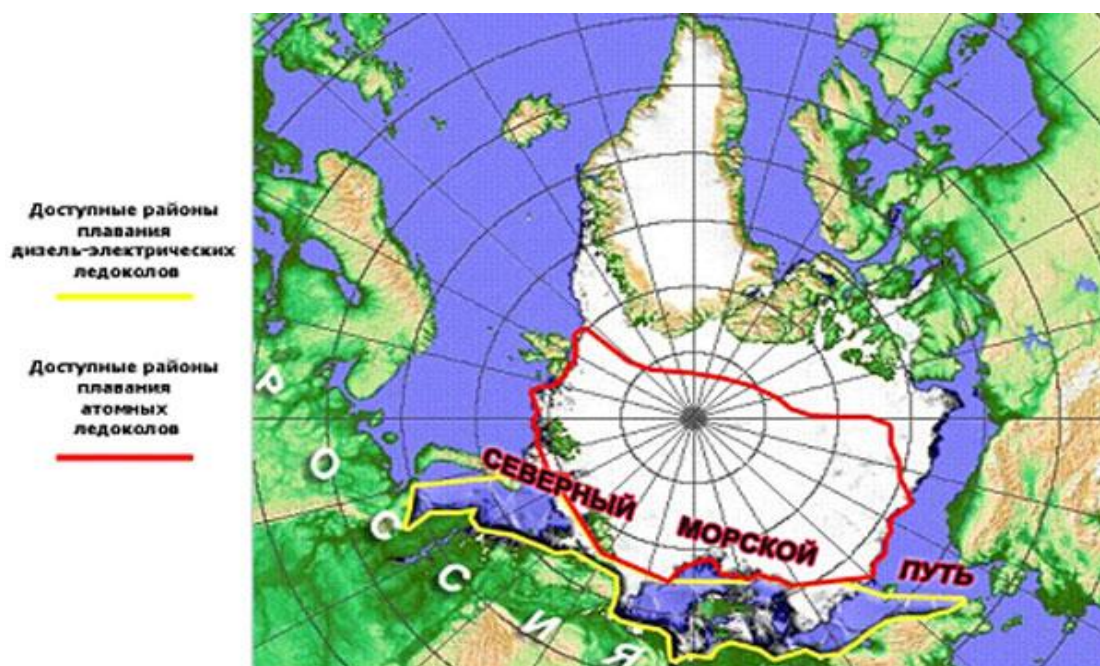 Доступные районы
плавания
дизель-электрических
ледоколов
Доступные районы
плавания
атомных
ледоколов
РОССИЯ
СЕВЕРНЫЙ
МОРСКОЙ
ПУТЬ